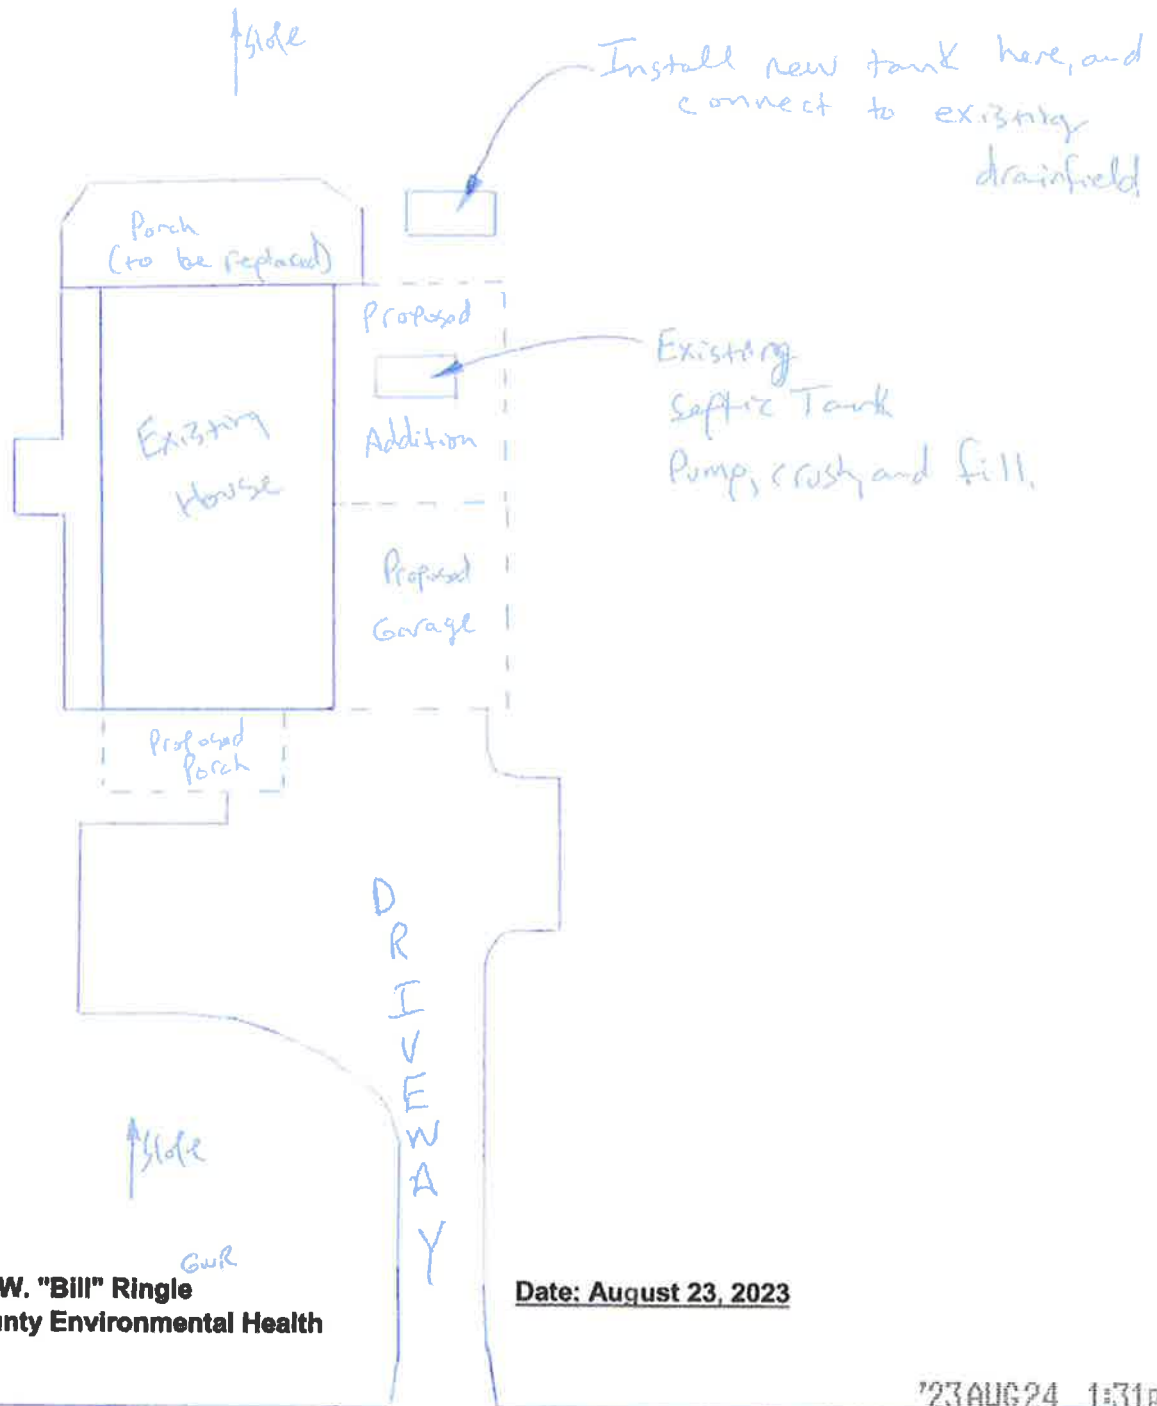 Slope
Install new tank here, and
connect to existing
drainfield.
Porch
(to be replaced)
Proposed
Existing
Septic Tank
Pump, crush, and fill.
Addition
Existing
House
Proposed
Garage
Proposed
Porch
DRIVEWAY
Slope
GWR
W. "Bill" Ringle
unty Environmental Health
Date: August 23, 2023
'23AUG24 1:31P